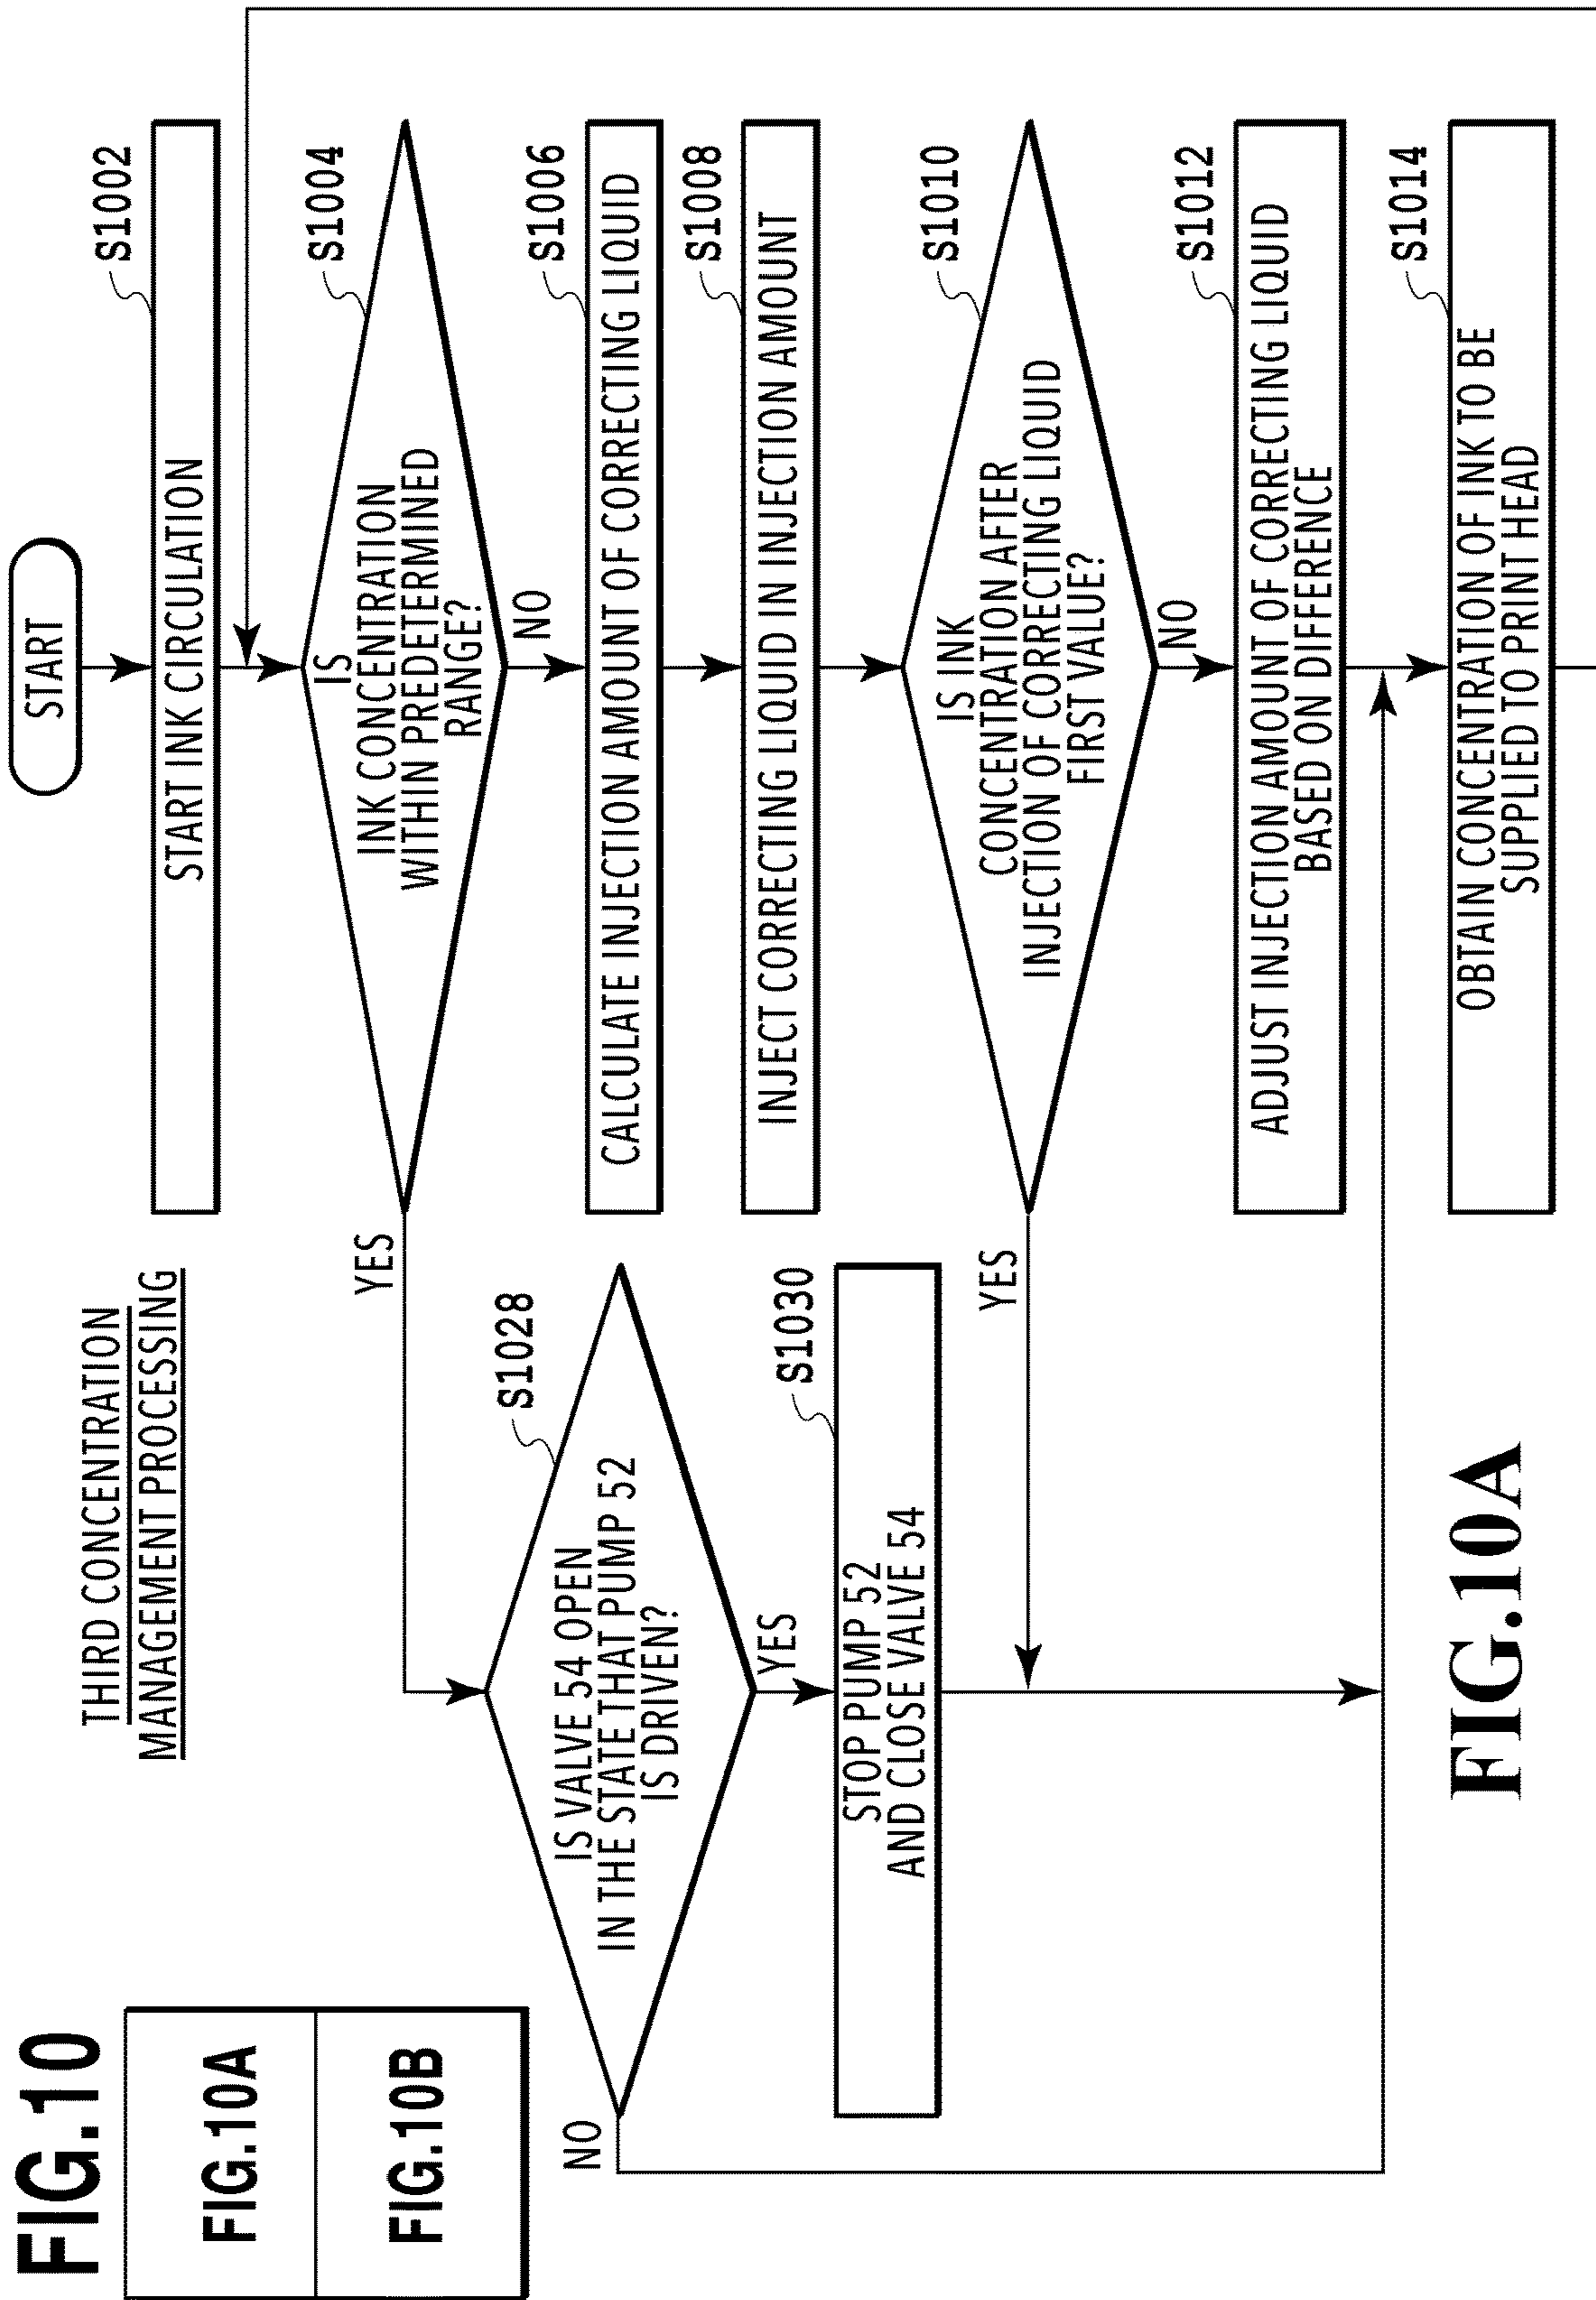 FIG.10
FIG.10A
FIG.10B
THIRD CONCENTRATION
MANAGEMENT PROCESSING
START
S1002
START INK CIRCULATION
S1004
IS
INK CONCENTRATION
WITHIN PREDETERMINED
RANGE?
YES
NO
S1006
CALCULATE INJECTION AMOUNT OF CORRECTING LIQUID
S1008
INJECT CORRECTING LIQUID IN INJECTION AMOUNT
S1010
IS INK
CONCENTRATION AFTER
INJECTION OF CORRECTING LIQUID
FIRST VALUE?
YES
NO
S1012
ADJUST INJECTION AMOUNT OF CORRECTING LIQUID
BASED ON DIFFERENCE
S1014
OBTAIN CONCENTRATION OF INK TO BE
SUPPLIED TO PRINT HEAD
S1028
IS VALVE 54 OPEN
IN THE STATE THAT PUMP 52
IS DRIVEN?
NO
YES
S1030
STOP PUMP 52
AND CLOSE VALVE 54
FIG.10A